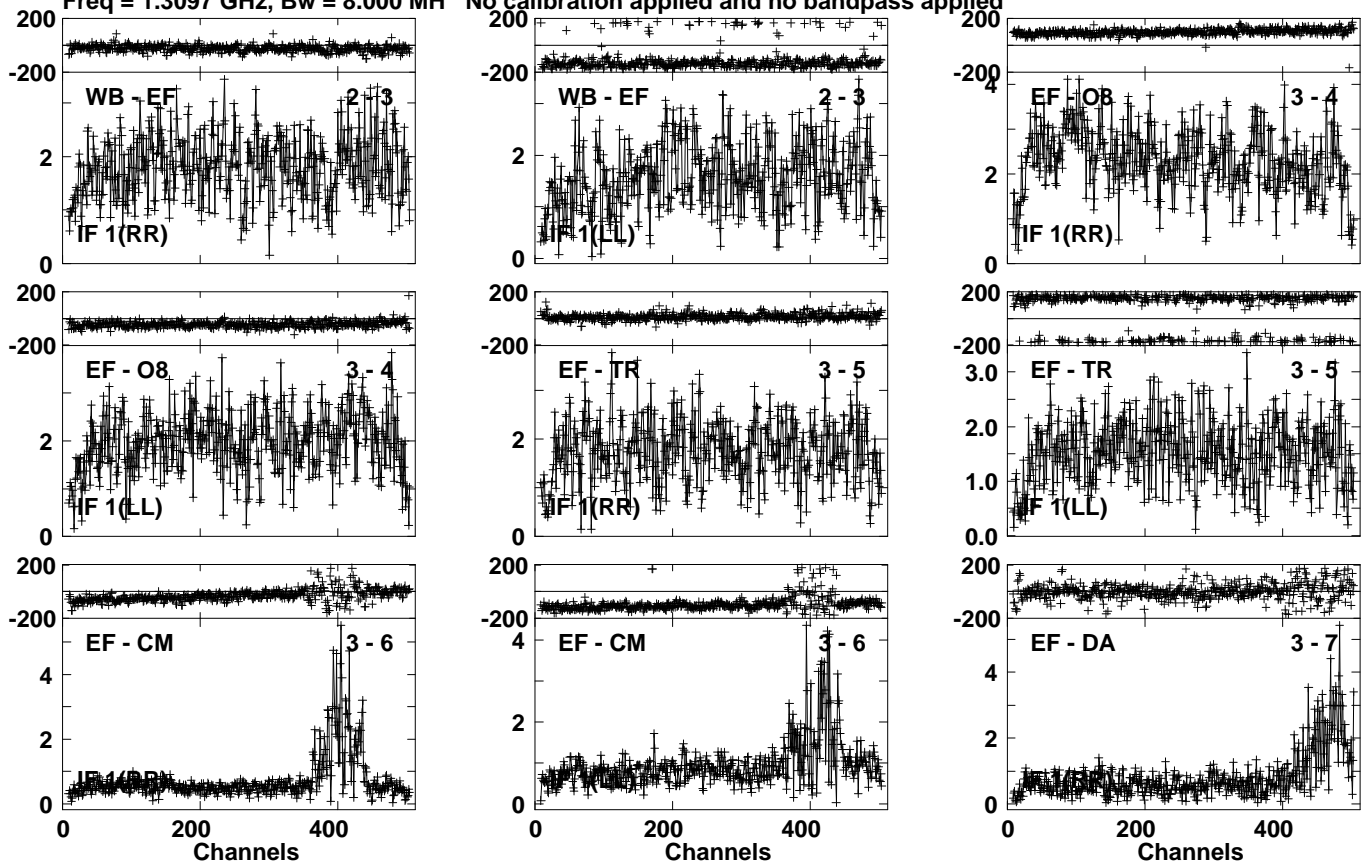 Freq = 1.3097 GHz, Bw = 8.000 MH No calibration applied and no bandpass applied
200
-200
WB - EF 2 - 3
2
IF 1(RR)
0
WB - EF 2 - 3
2
IF 1(LL)
0
200
-200
4
EF - O8 3 - 4
2
IF 1(RR)
0
200
-200
EF - O8 3 - 4
2
IF 1(LL)
0
200
-200
EF - TR 3 - 5
2
IF 1(RR)
0
200
-200
3.0
EF - TR 3 - 5
2.0
1.0
IF 1(LL)
0.0
200
-200
EF - CM 3 - 6
4
2
IF 1(RR)
0
0 200 400
Channels
200
-200
EF - CM 3 - 6
4
2
0
0 200 400
Channels
200
-200
EF - DA 3 - 7
4
2
IF 1(RR)
0
0 200 400
Channels